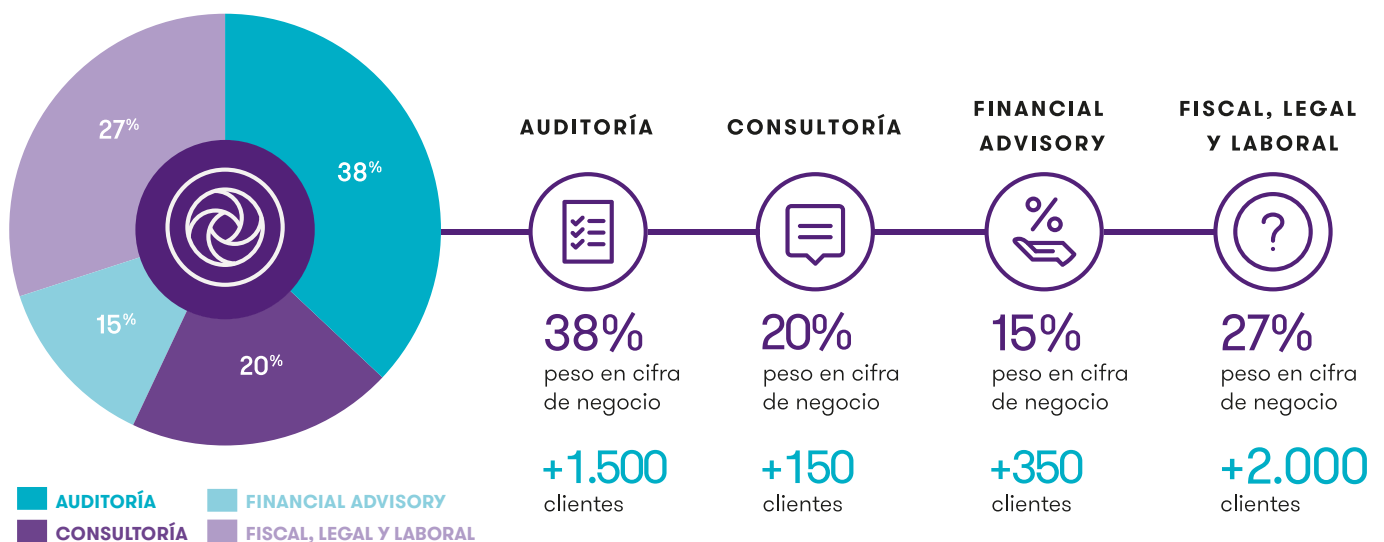 27%
38%
15%
20%
AUDITORÍA
FINANCIAL ADVISORY
CONSULTORÍA
FISCAL, LEGAL Y LABORAL
AUDITORÍA
38%
peso en cifra
de negocio
+1.500
clientes
CONSULTORÍA
20%
peso en cifra
de negocio
+150
clientes
FINANCIAL
ADVISORY
%
15%
peso en cifra
de negocio
+350
clientes
FISCAL, LEGAL
Y LABORAL
?
27%
peso en cifra
de negocio
+2.000
clientes